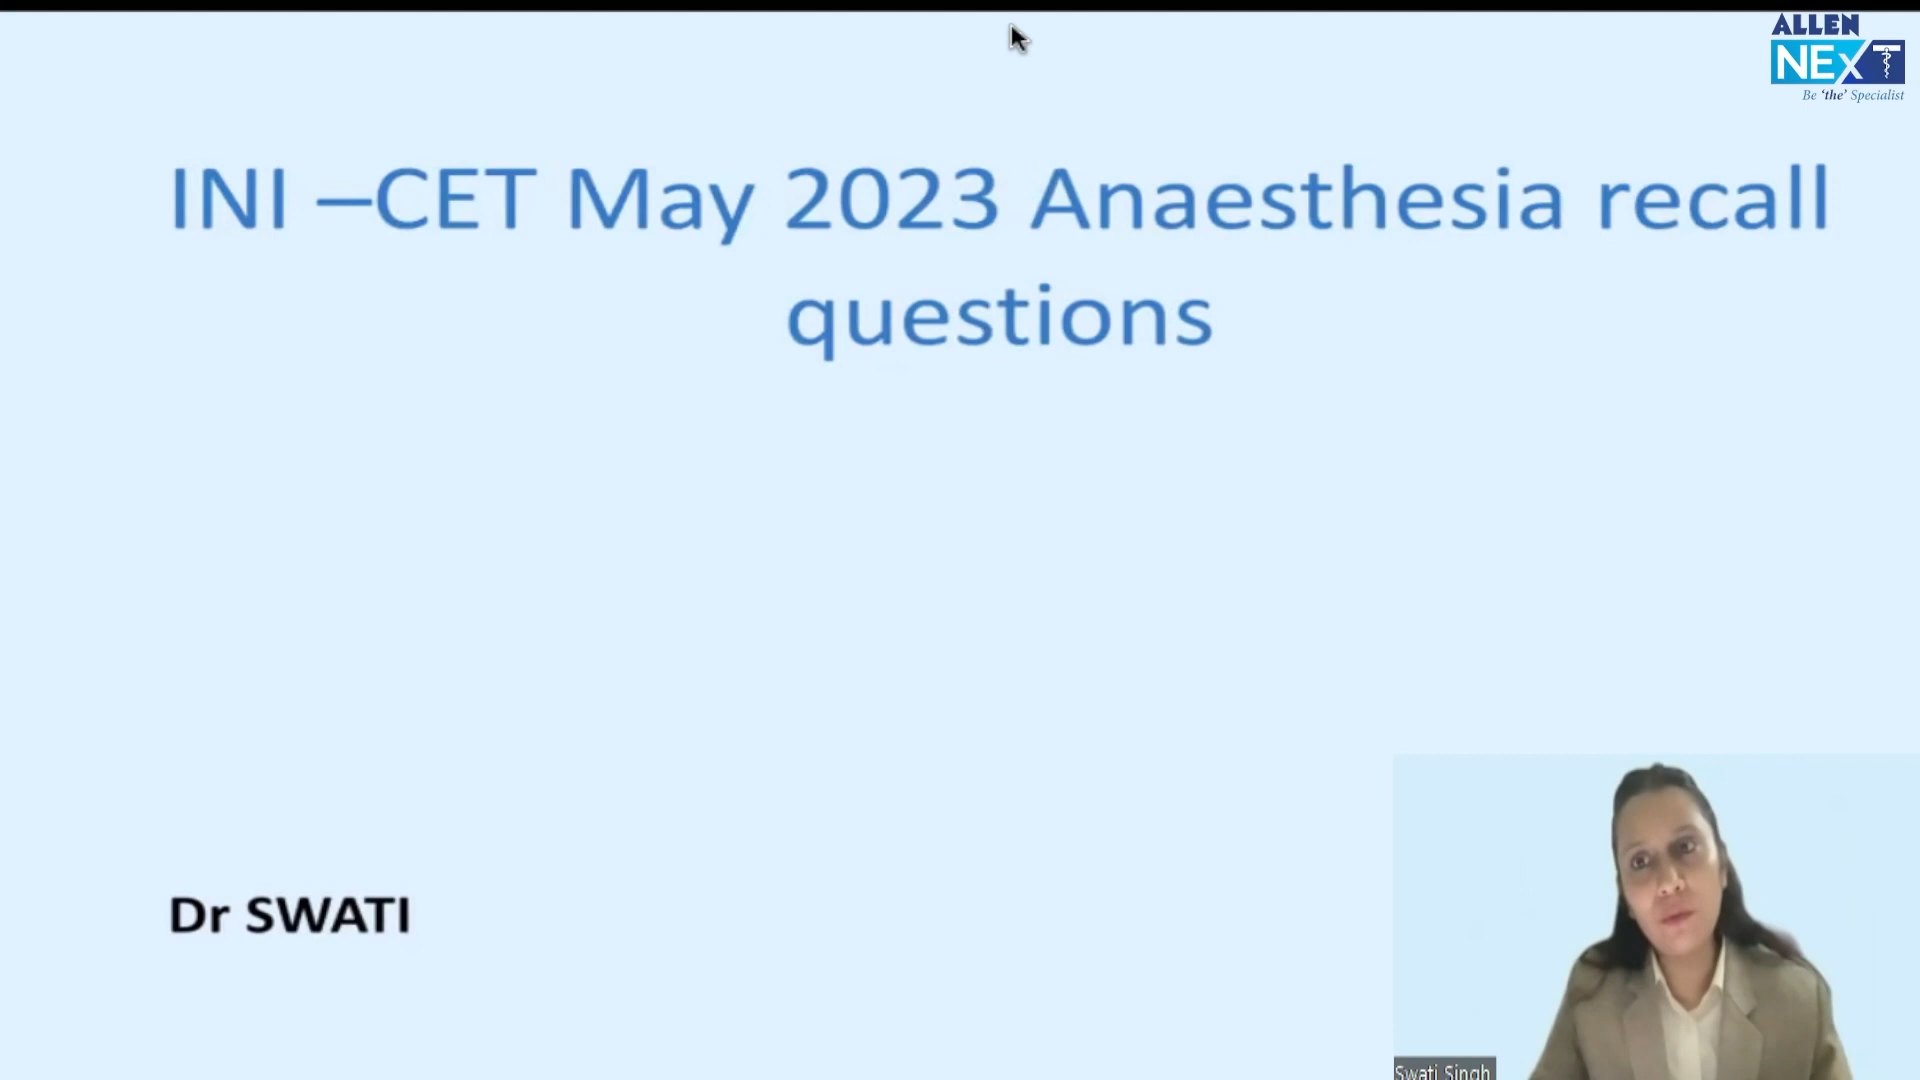 ALLEN
NEXT
Be 'the' Specialist
INI –CET May 2023 Anaesthesia recall
questions
Dr SWATI
Swati Singh